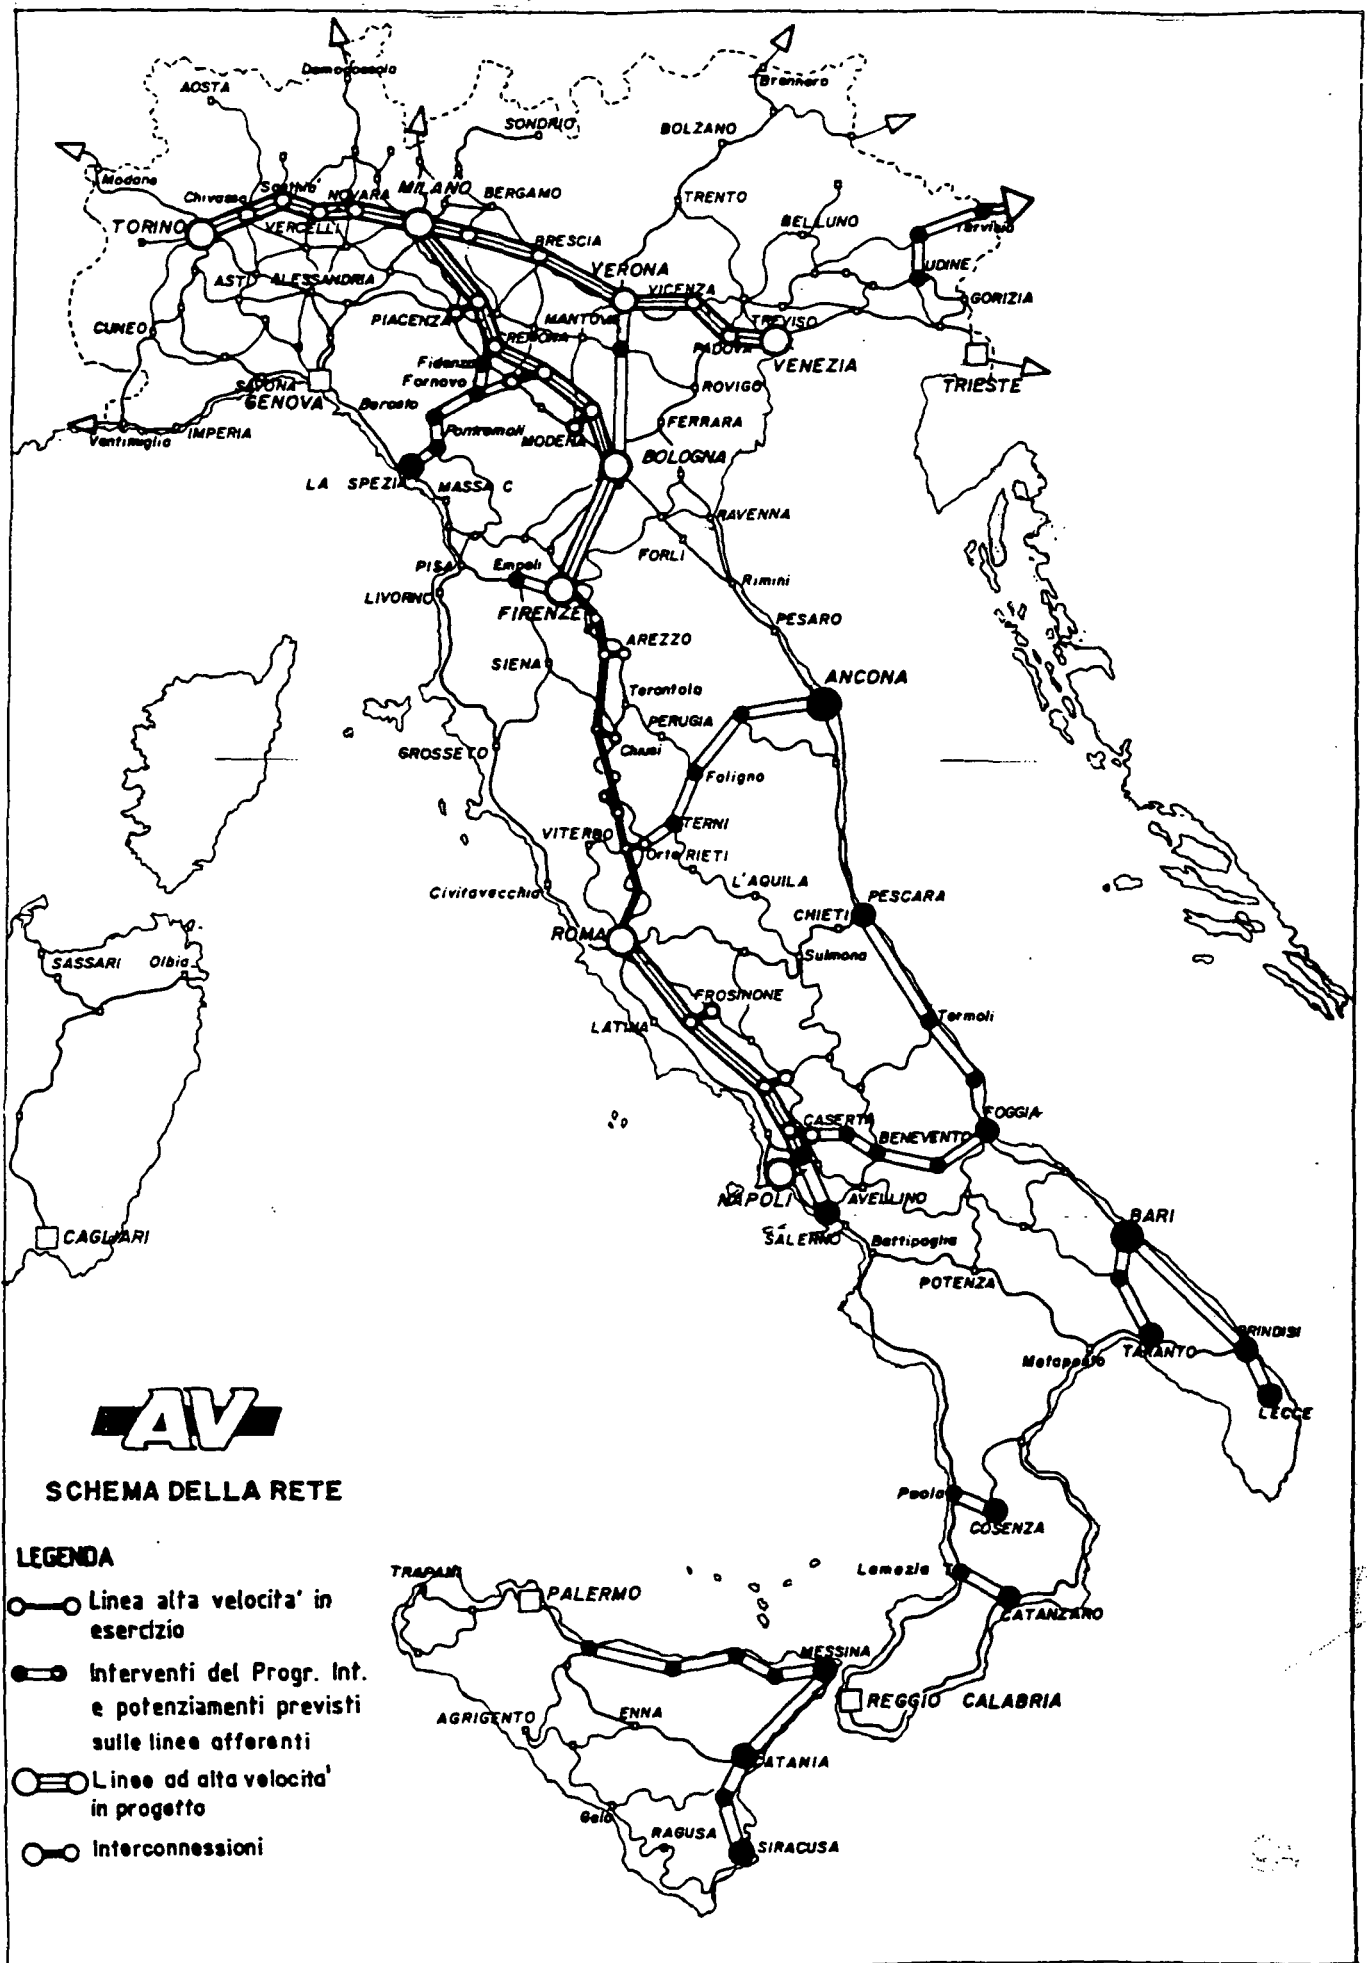 Domodossola
Brennero
AOSTA
SONDRIO
BOLZANO
Modane
TRENTO
Chivasso
NOVARA
MILANO
BERGAMO
BELLUNO
Tarvisio
TORINO
VERCELLI
BRESCIA
VERONA
UDINE
VICENZA
ASTI
ALESSANDRIA
GORIZIA
PIACENZA
MANTOVA
TREVISO
CUNEO
CREMONA
PADOVA
VENEZIA
Fidenza
TRIESTE
Fornovo
ROVIGO
SAVONA
GENOVA
FERRARA
IMPERIA
Ventimiglia
Pontremoli
MODENA
BOLOGNA
LA SPEZIA
MASSA C
RAVENNA
FORLI
PISA
Empoli
Rimini
LIVORNO
FIRENZE
PESARO
AREZZO
SIENA
ANCONA
Terontola
PERUGIA
GROSSETO
Chiusi
Foligno
TERNI
VITERBO
Orte
RIETI
L'AQUILA
Civitavecchia
PESCARA
CHIETI
ROMA
Sulmona
SASSARI
Olbia
FROSINONE
LATINA
Termoli
CASERTA
FOGGIA
BENEVENTO
NAPOLI
AVELLINO
BARI
SALERNO
Battipaglia
CAGLIARI
POTENZA
BRINDISI
Metaponto
TARANTO
LECCE
AV
SCHEMA DELLA RETE
Paola
COSENZA
Lamezia T
CATANZARO
TRAPANI
PALERMO
MESSINA
REGGIO CALABRIA
AGRIGENTO
ENNA
CATANIA
Gela
RAGUSA
SIRACUSA
LEGENDA
Linea alta velocita' in
esercizio
Interventi del Progr. Int.
e potenziamenti previsti
sulle linee afferenti
Linee ad alta velocita'
in progetto
Interconnessioni